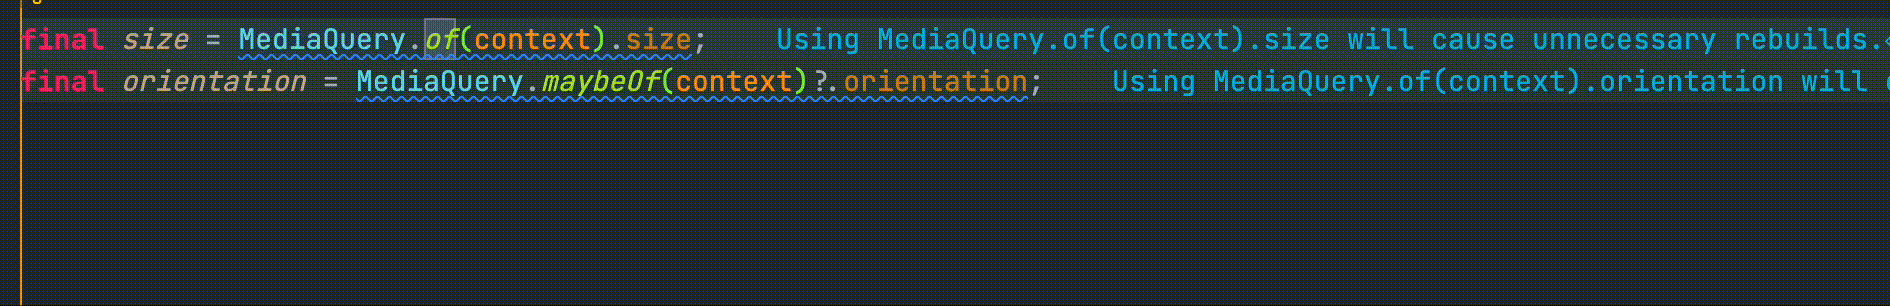 final size = MediaQuery.of(context).size; Using MediaQuery.of(context).size will cause unnecessary rebuilds.
final orientation = MediaQuery.maybeOf(context)?.orientation; Using MediaQuery.of(context).orientation will